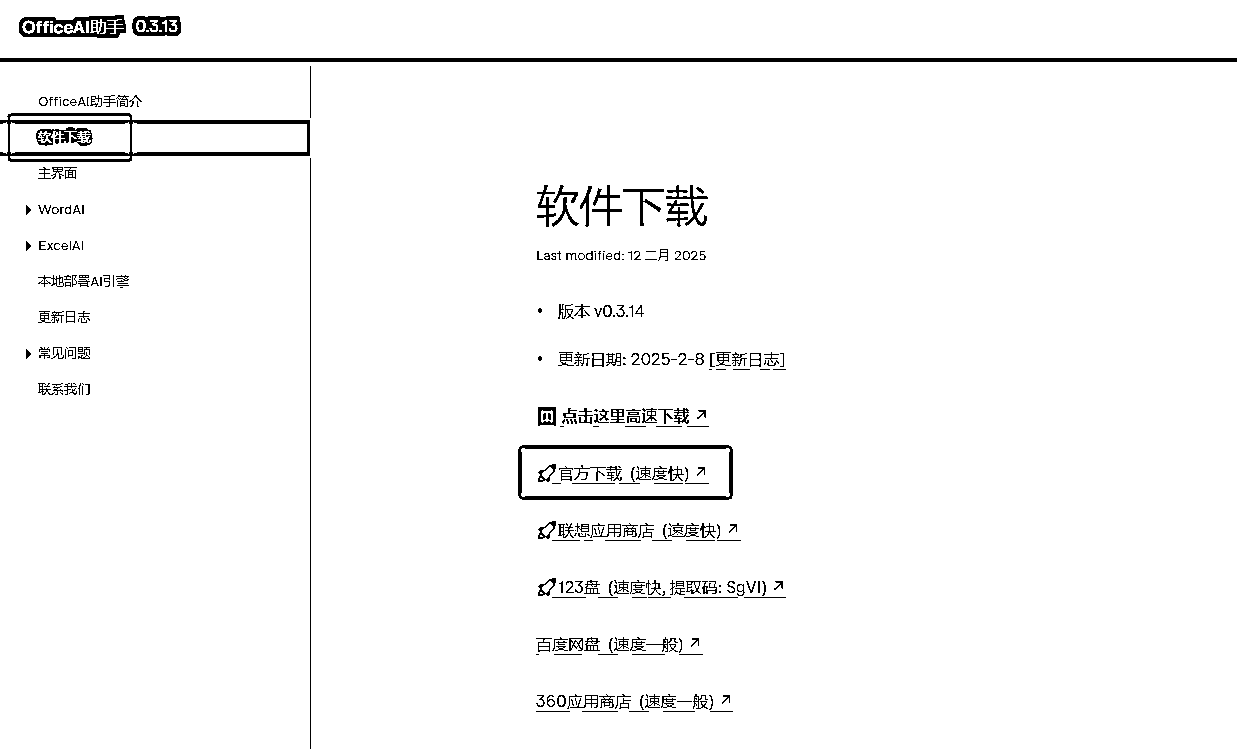 OfficeAI助手 0.3.13
OfficeAI助手简介
软件下载
主界面
WordAI
ExcelAI
本地部署AI引擎
更新日志
常见问题
联系我们
软件下载
Last modified: 12 二月 2025
• 版本 v0.3.14
• 更新日期: 2025-2-8 [更新日志]
点击这里高速下载 ↗
官方下载 (速度快) ↗
联想应用商店 (速度快) ↗
123盘 (速度快, 提取码: SgVI) ↗
百度网盘 (速度一般) ↗
360应用商店 (速度一般) ↗